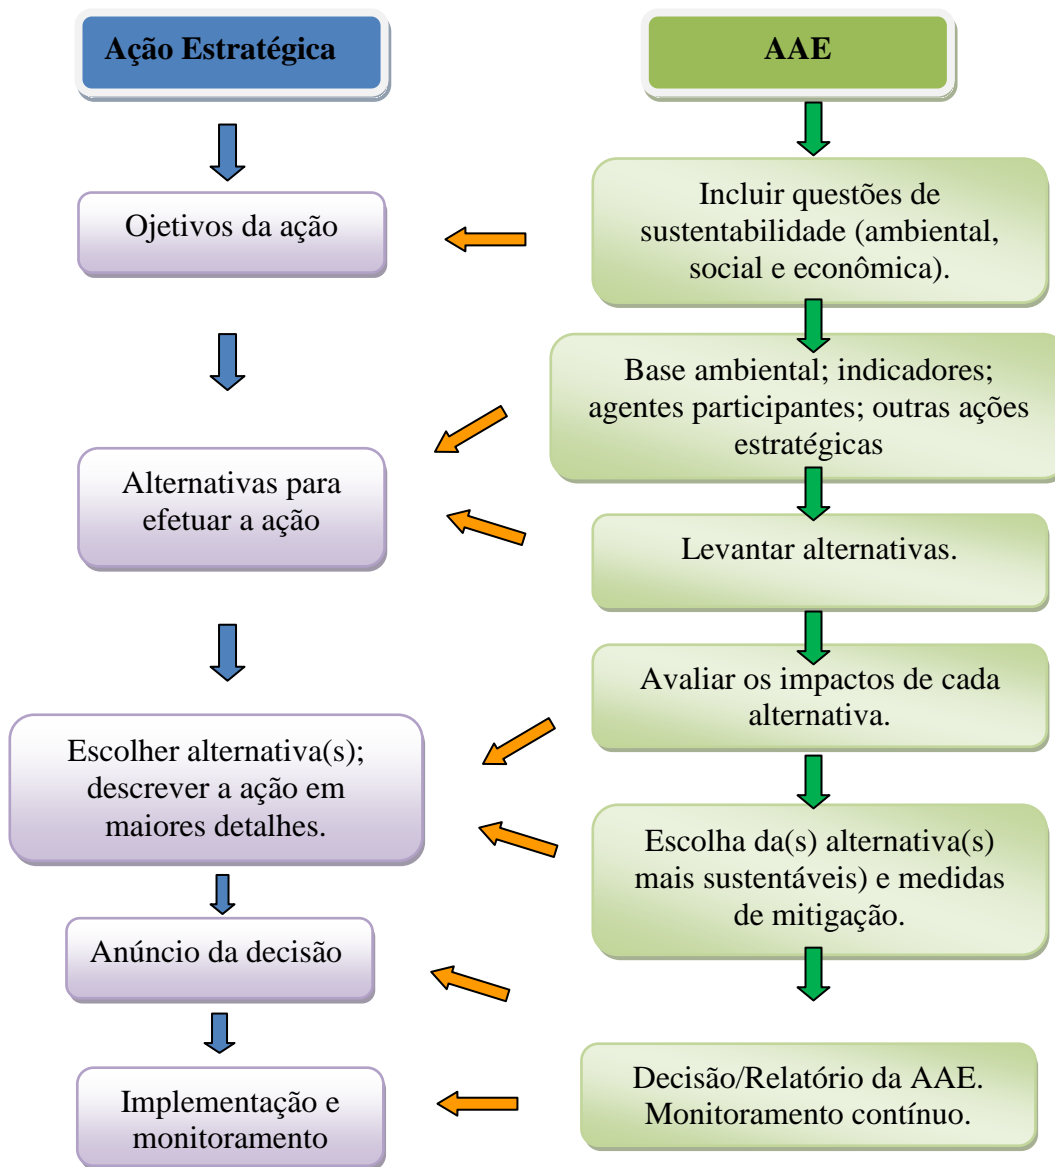 Ação Estratégica
AAE
Incluir questões de
sustentabilidade (ambiental,
social e econômica).
Ojetivos da ação
Base ambiental; indicadores;
agentes participantes; outras ações
estratégicas
Alternativas para
efetuar a ação
Levantar alternativas.
Avaliar os impactos de cada
alternativa.
Escolher alternativa(s);
descrever a ação em
maiores detalhes.
Escolha da(s) alternativa(s)
mais sustentáveis) e medidas
de mitigação.
Anúncio da decisão
Decisão/Relatório da AAE.
Monitoramento contínuo.
Implementação e
monitoramento